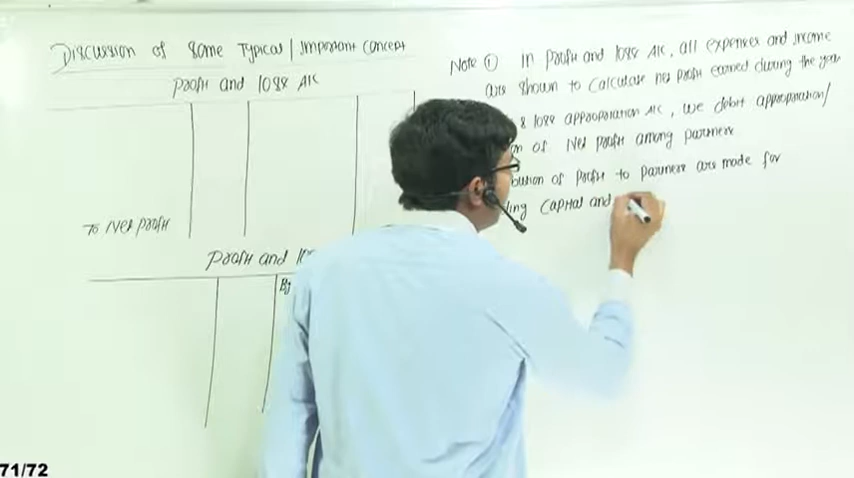 Discussion of some Typical / Important concept
Profit and loss A/c
To Net profit
Profit and
By
Note ① In Profit and loss A/c, all expenses and income
are shown to calculate net profit earned during the year
& loss appropriation A/c, we debit appropriation/
of Net profit among partners
of profit to partners are made for
capital and
71/72